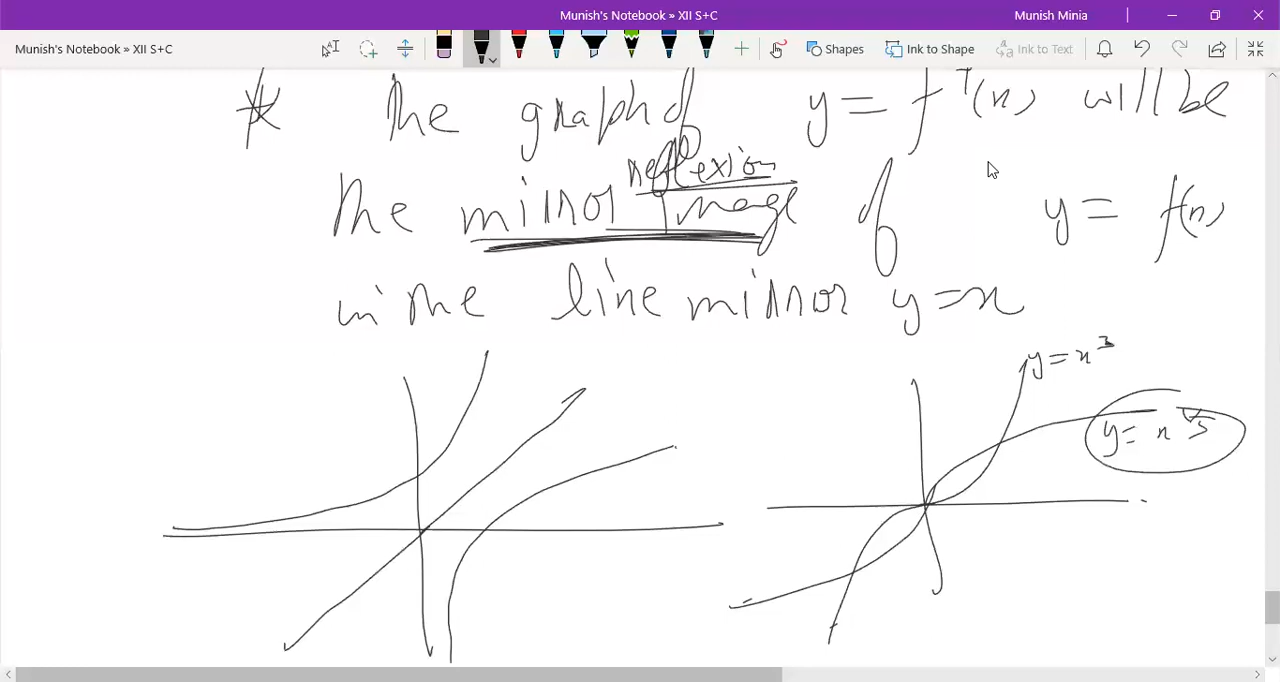 Munish's Notebook » XII S+C
Munish Minia
Munish's Notebook » XII S+C
Shapes
Ink to Shape
Ink to Text
* The graph of y = f⁻¹(x) will be
reflexion
the mirror image of y = f(x)
in the line mirror y = x
y = x³
y = x^1/3